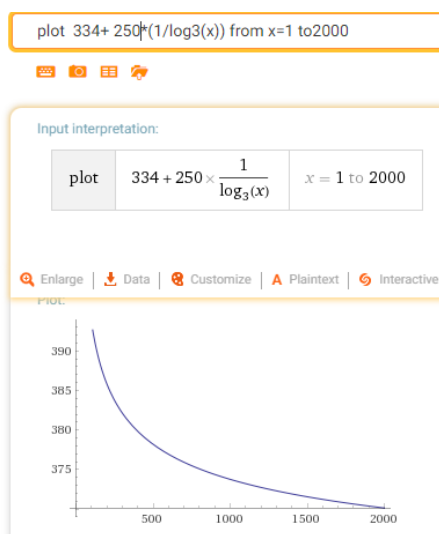 plot  334+ 250*(1/log3(x)) from x=1 to2000
Input interpretation:
plot 334 + 250 × 1/log₃(x) x = 1 to 2000
Enlarge | Data | Customize | A Plaintext | Interactive
Plot:
390
385
380
375
500 1000 1500 2000